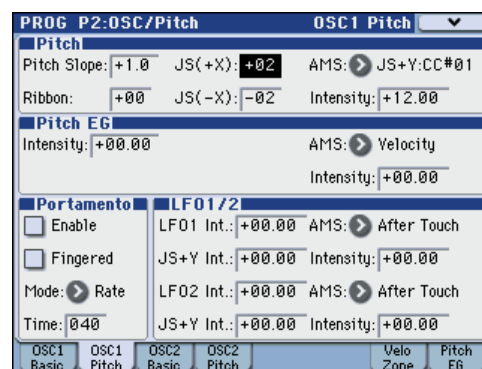 PROG P2:OSC/Pitch OSC1 Pitch
Pitch
Pitch Slope: +1.0 JS(+X): +02 AMS: JS+Y:CC#01
Ribbon: +00 JS(-X): -02 Intensity: +12.00
Pitch EG
Intensity: +00.00 AMS: Velocity
Intensity: +00.00
Portamento LFO1/2
Enable LFO1 Int.: +00.00 AMS: After Touch
Fingered JS+Y Int.: +00.00 Intensity: +00.00
Mode: Rate LFO2 Int.: +00.00 AMS: After Touch
Time: 040 JS+Y Int.: +00.00 Intensity: +00.00
OSC1 Basic OSC1 Pitch OSC2 Basic OSC2 Pitch Velo Zone Pitch EG